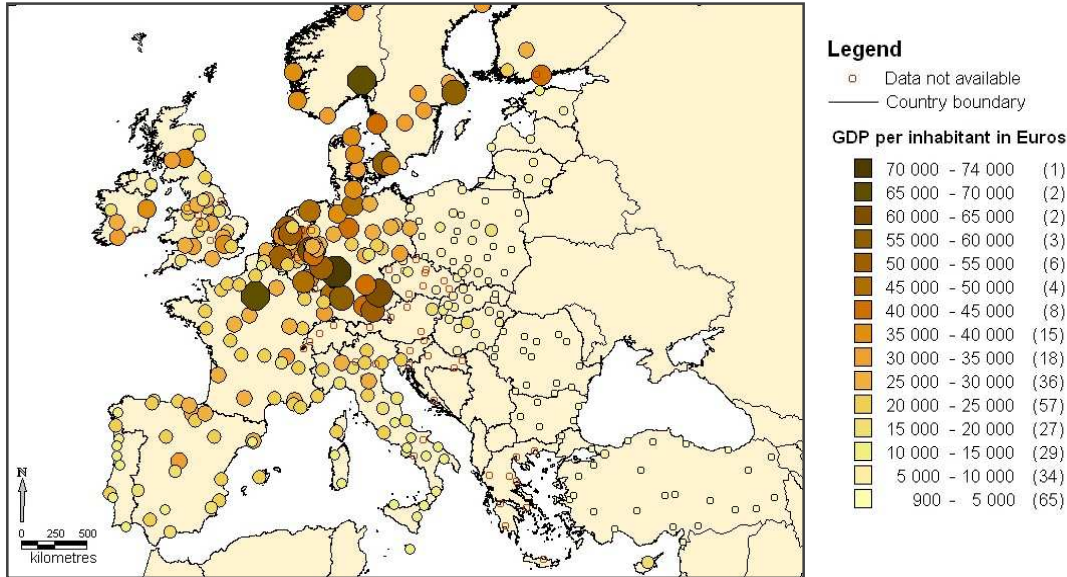 Legend
Data not available
Country boundary
GDP per inhabitant in Euros
70 000 - 74 000 (1)
65 000 - 70 000 (2)
60 000 - 65 000 (2)
55 000 - 60 000 (3)
50 000 - 55 000 (6)
45 000 - 50 000 (4)
40 000 - 45 000 (8)
35 000 - 40 000 (15)
30 000 - 35 000 (18)
25 000 - 30 000 (36)
20 000 - 25 000 (57)
15 000 - 20 000 (27)
10 000 - 15 000 (29)
5 000 - 10 000 (34)
900 - 5 000 (65)
N
0 250 500
kilometres